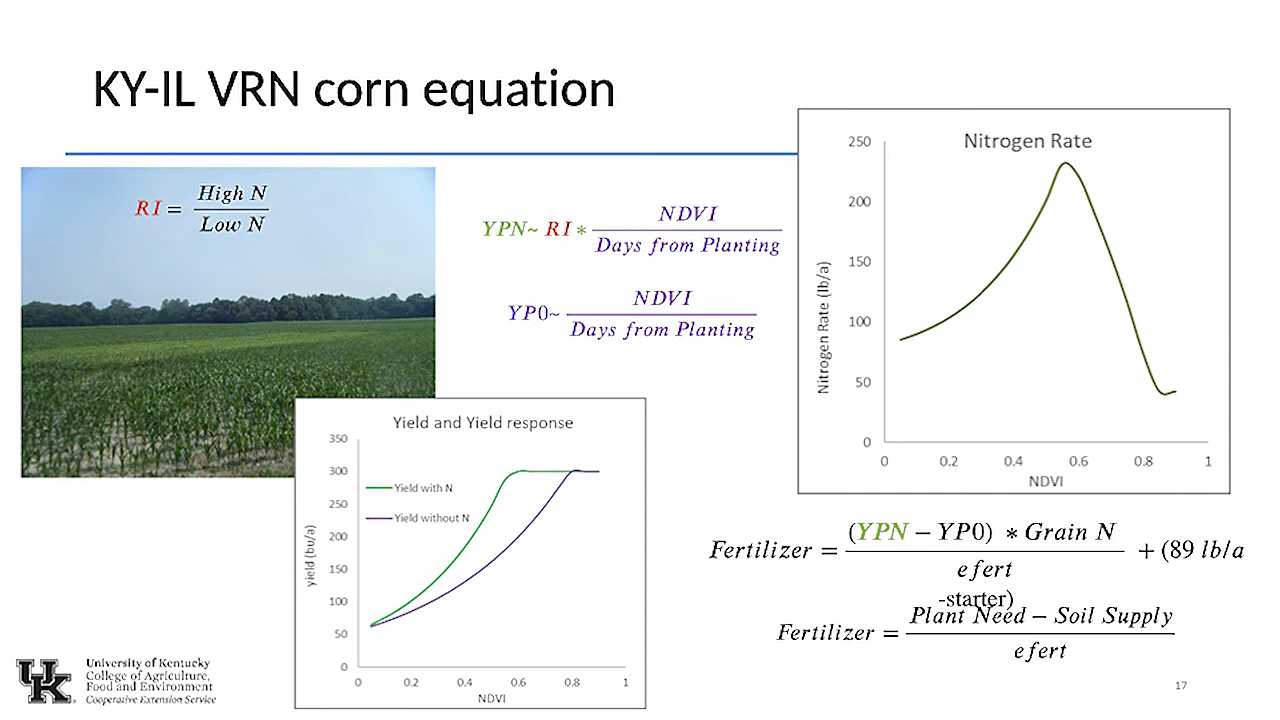 KY-IL VRN corn equation
RI = High N / Low N
YPN~ RI * NDVI / Days from Planting
YP0~ NDVI / Days from Planting
Nitrogen Rate
Nitrogen Rate (lb/a)
250
200
150
100
50
0
0 0.2 0.4 0.6 0.8 1
NDVI
Yield and Yield response
yield (bu/a)
350
300
250
200
150
100
50
0
Yield with N
Yield without N
0 0.2 0.4 0.6 0.8 1
NDVI
Fertilizer = (YPN − YP0) * Grain N / efert + (89 lb/a
-starter)
Fertilizer = Plant Need − Soil Supply / efert
UK
University of Kentucky
College of Agriculture,
Food and Environment
Cooperative Extension Service
17